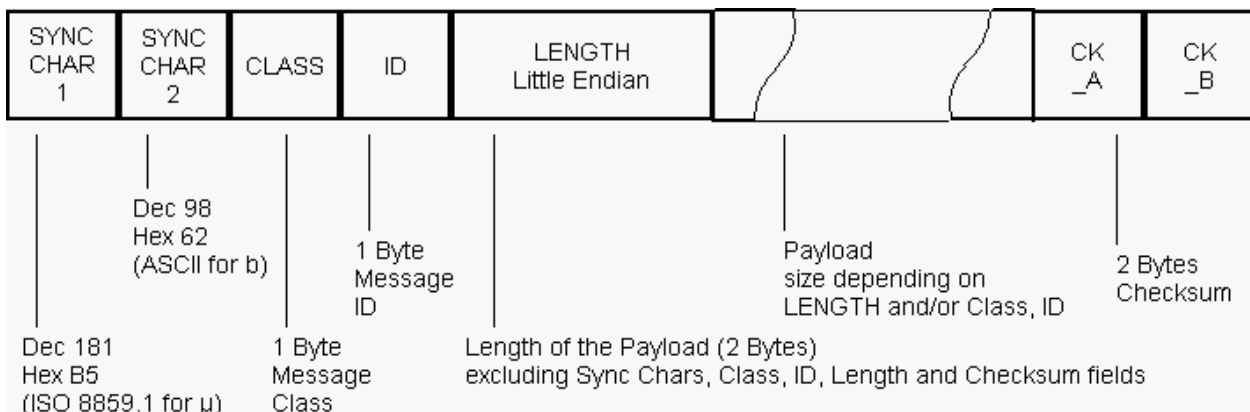 SYNC
CHAR
1
SYNC
CHAR
2
CLASS
ID
LENGTH
Little Endian
CK
_A
CK
_B
Dec 98
Hex 62
(ASCII for b)
1 Byte
Message
ID
Payload
size depending on
LENGTH and/or Class, ID
2 Bytes
Checksum
Dec 181
Hex B5
(ISO 8859.1 for µ)
1 Byte
Message
Class
Length of the Payload (2 Bytes)
excluding Sync Chars, Class, ID, Length and Checksum fields